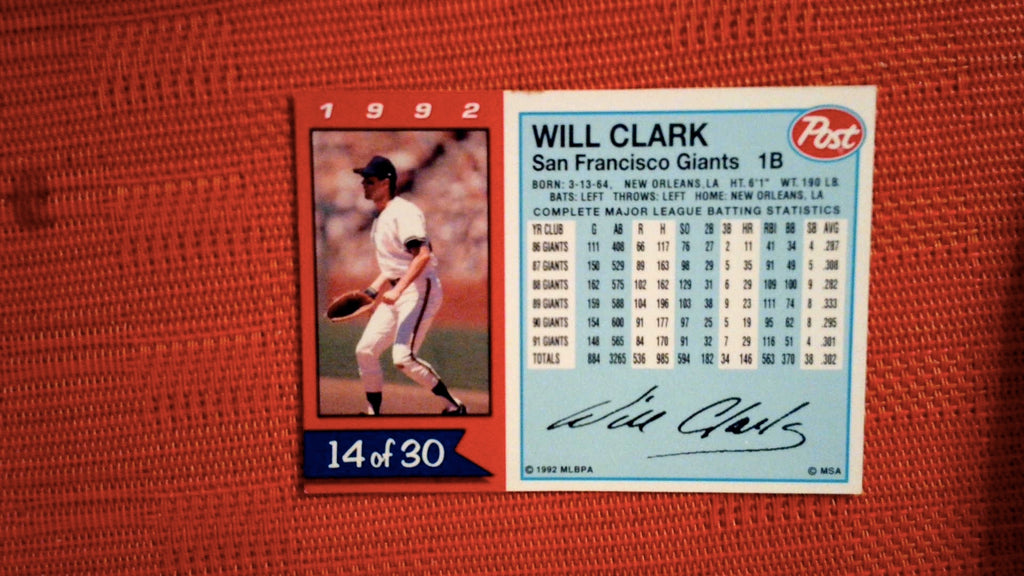 1992
14 of 30
WILL CLARK
Post
San Francisco Giants 1B
BORN: 3-13-64, NEW ORLEANS, LA HT. 6'1" WT. 190 LB.
BATS: LEFT THROWS: LEFT HOME: NEW ORLEANS, LA
COMPLETE MAJOR LEAGUE BATTING STATISTICS
YR CLUB G AB R H SO 2B 3B HR RBI BB SB AVG
86 GIANTS 111 408 66 117 76 27 2 11 41 34 4 .287
87 GIANTS 150 529 89 163 98 29 5 35 91 49 5 .308
88 GIANTS 162 575 102 162 129 31 6 29 109 100 9 .282
89 GIANTS 159 588 104 196 103 38 9 23 111 74 8 .333
90 GIANTS 154 600 91 177 97 25 5 19 95 62 8 .295
91 GIANTS 148 565 84 170 91 32 7 29 116 51 4 .301
TOTALS 884 3265 536 985 594 182 34 146 563 370 38 .302
Will Clark
© 1992 MLBPA
© MSA